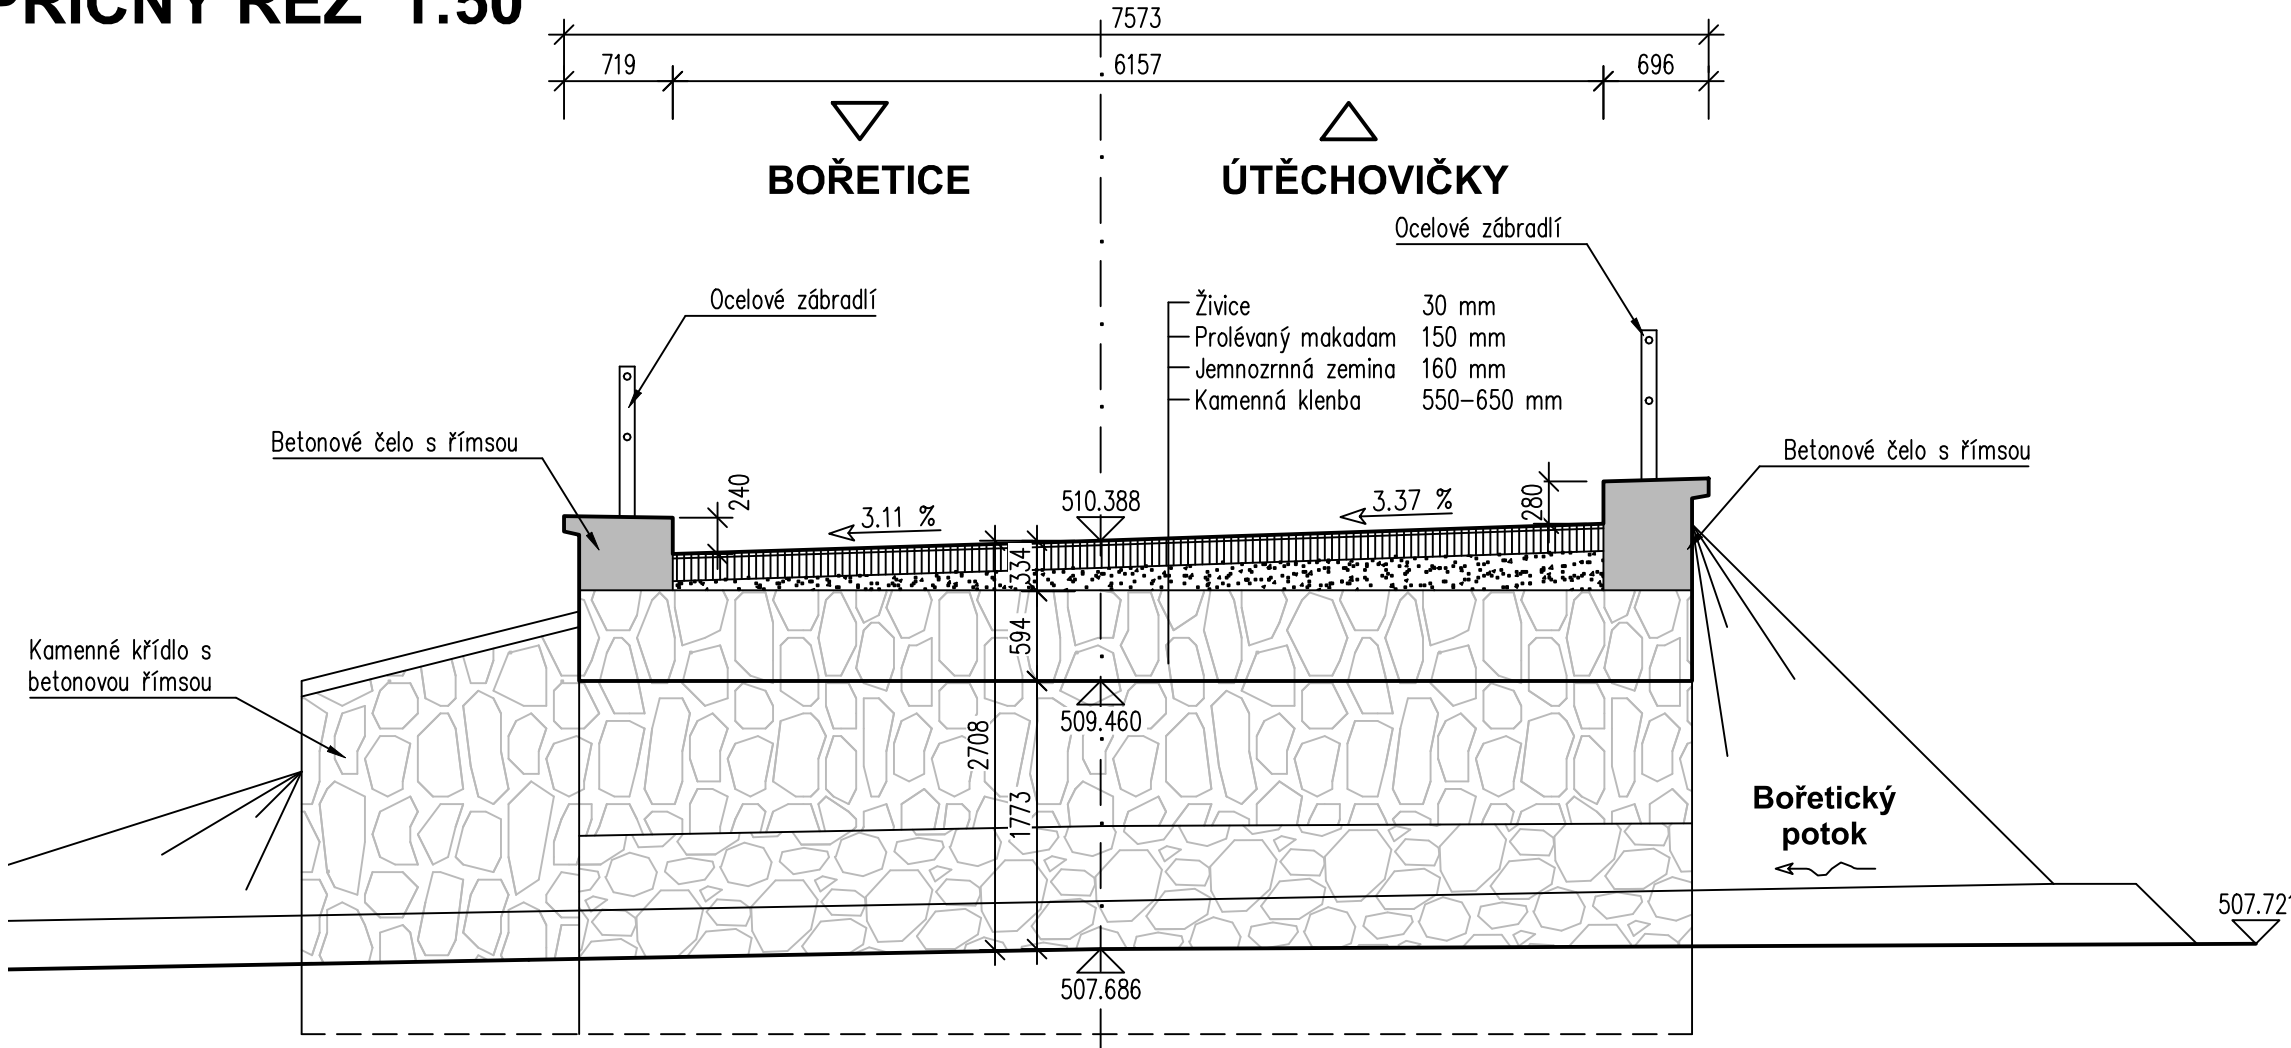 PŘÍČNÝ ŘEZ 1:50
7573
719
6157
696
BOŘETICE
ÚTĚCHOVIČKY
Ocelové zábradlí
Ocelové zábradlí
Živice 30 mm
Prolévaný makadam 150 mm
Jemnozrnná zemina 160 mm
Kamenná klenba 550-650 mm
Betonové čelo s římsou
Betonové čelo s římsou
240
3.11 %
510.388
3.37 %
280
334
594
Kamenné křídlo s
betonovou římsou
509.460
2708
1773
Bořetický
potok
507.721
507.686